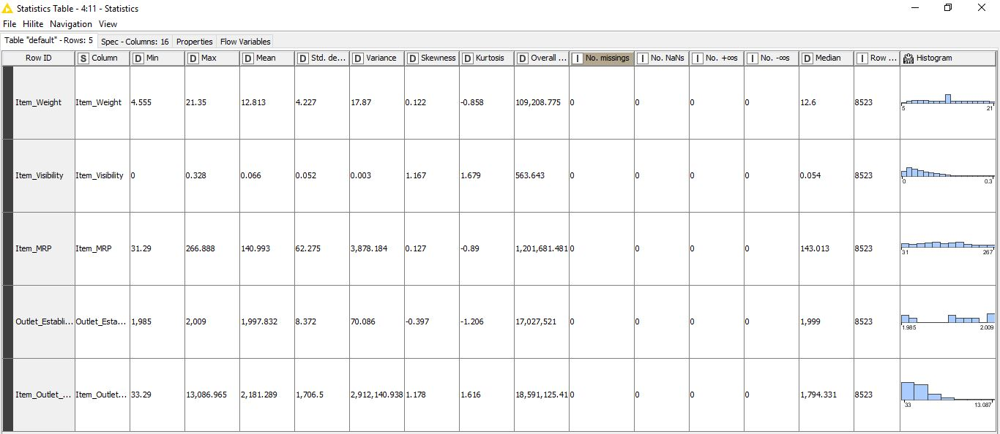 Statistics Table - 4:11 - Statistics
File Hilite Navigation View
Table "default" - Rows: 5 Spec - Columns: 16 Properties Flow Variables
Row ID S Column D Min D Max D Mean D Std. de... D Variance D Skewness D Kurtosis D Overall ... I No. missings I No. NaNs I No. +∞s I No. -∞s D Median I Row ... SVG Histogram
Item_Weight Item_Weight 4.555 21.35 12.813 4.227 17.87 0.122 -0.858 109,208.775 0 0 0 0 12.6 8523
5 21
Item_Visibility Item_Visibility 0 0.328 0.066 0.052 0.003 1.167 1.679 563.643 0 0 0 0 0.054 8523
0 0.3
Item_MRP Item_MRP 31.29 266.888 140.993 62.275 3,878.184 0.127 -0.89 1,201,681.481 0 0 0 0 143.013 8523
31 267
Outlet_Establi... Outlet_Esta... 1,985 2,009 1,997.832 8.372 70.086 -0.397 -1.206 17,027,521 0 0 0 0 1,999 8523
1.985 2.009
Item_Outlet_... Item_Outlet... 33.29 13,086.965 2,181.289 1,706.5 2,912,140.938 1.178 1.616 18,591,125.41 0 0 0 0 1,794.331 8523
33 13.087